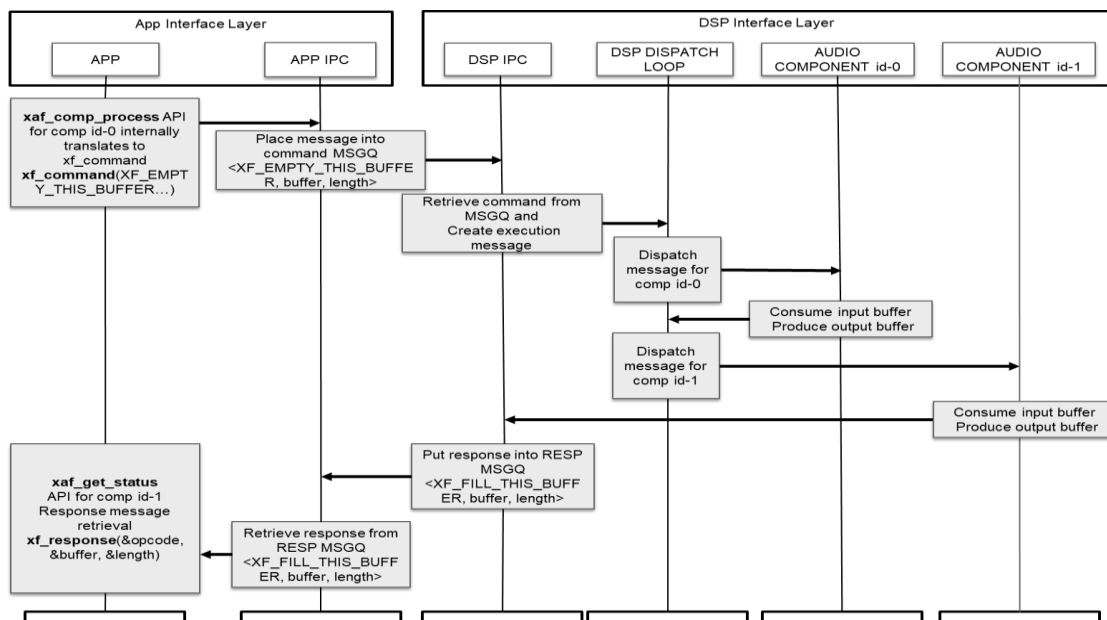 App Interface Layer
DSP Interface Layer
APP
APP IPC
DSP IPC
DSP DISPATCH
LOOP
AUDIO
COMPONENT id-0
AUDIO
COMPONENT id-1
xaf_comp_process API
for comp id-0 internally
translates to
xf_command
xf_command(XF_EMPT
Y_THIS_BUFFER…)
Place message into
command MSGQ
<XF_EMPTY_THIS_BUFFE
R, buffer, length>
Retrieve command from
MSGQ and
Create execution
message
Dispatch
message for
comp id-0
Consume input buffer
Produce output buffer
Dispatch
message for
comp id-1
Consume input buffer
Produce output buffer
Put response into RESP
MSGQ
<XF_FILL_THIS_BUFF
ER, buffer, length>
xaf_get_status
API for comp id-1
Response message
retrieval
xf_response(&opcode,
&buffer, &length)
Retrieve response from
RESP MSGQ
<XF_FILL_THIS_BUFF
ER, buffer, length>